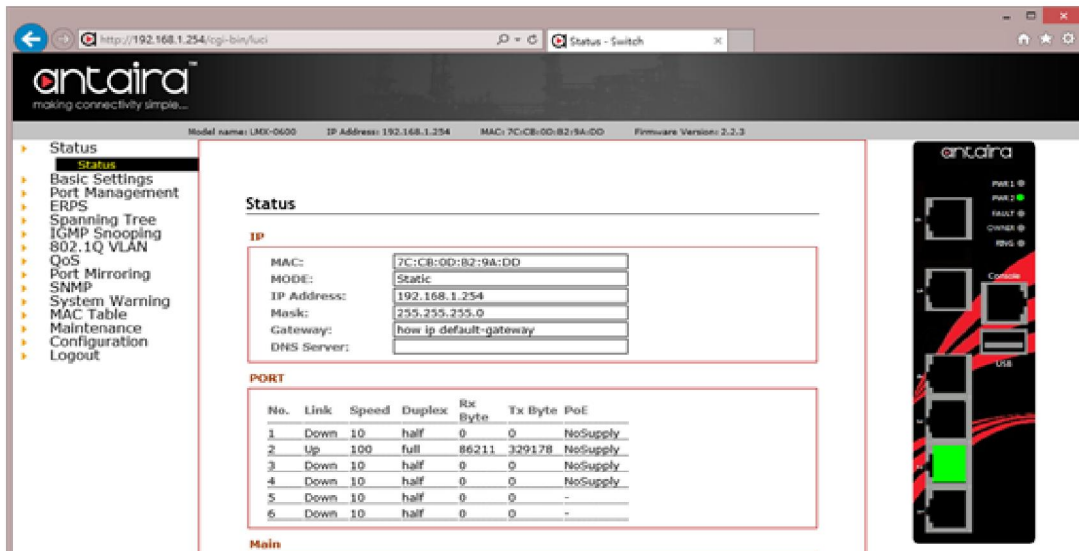 http://192.168.1.254/cgi-bin/luci
Status - Switch
antaira™
making connectivity simple...
Model name: LMX-0600 IP Address: 192.168.1.254 MAC: 7C:CB:0D:B2:9A:DD Firmware Version: 2.2.3
Status
Status
Basic Settings
Port Management
ERPS
Spanning Tree
IGMP Snooping
802.1Q VLAN
QoS
Port Mirroring
SNMP
System Warning
MAC Table
Maintenance
Configuration
Logout
Status
IP
MAC: 7C:CB:0D:B2:9A:DD
MODE: Static
IP Address: 192.168.1.254
Mask: 255.255.255.0
Gateway: how ip default-gateway
DNS Server:
PORT
No. Link Speed Duplex Rx Byte Tx Byte PoE
1 Down 10 half 0 0 NoSupply
2 Up 100 full 86211 329178 NoSupply
3 Down 10 half 0 0 NoSupply
4 Down 10 half 0 0 NoSupply
5 Down 10 half 0 0 -
6 Down 10 half 0 0 -
Main
antaira
PWR 1
PWR 2
FAULT
OWNER
RING
Console
USB